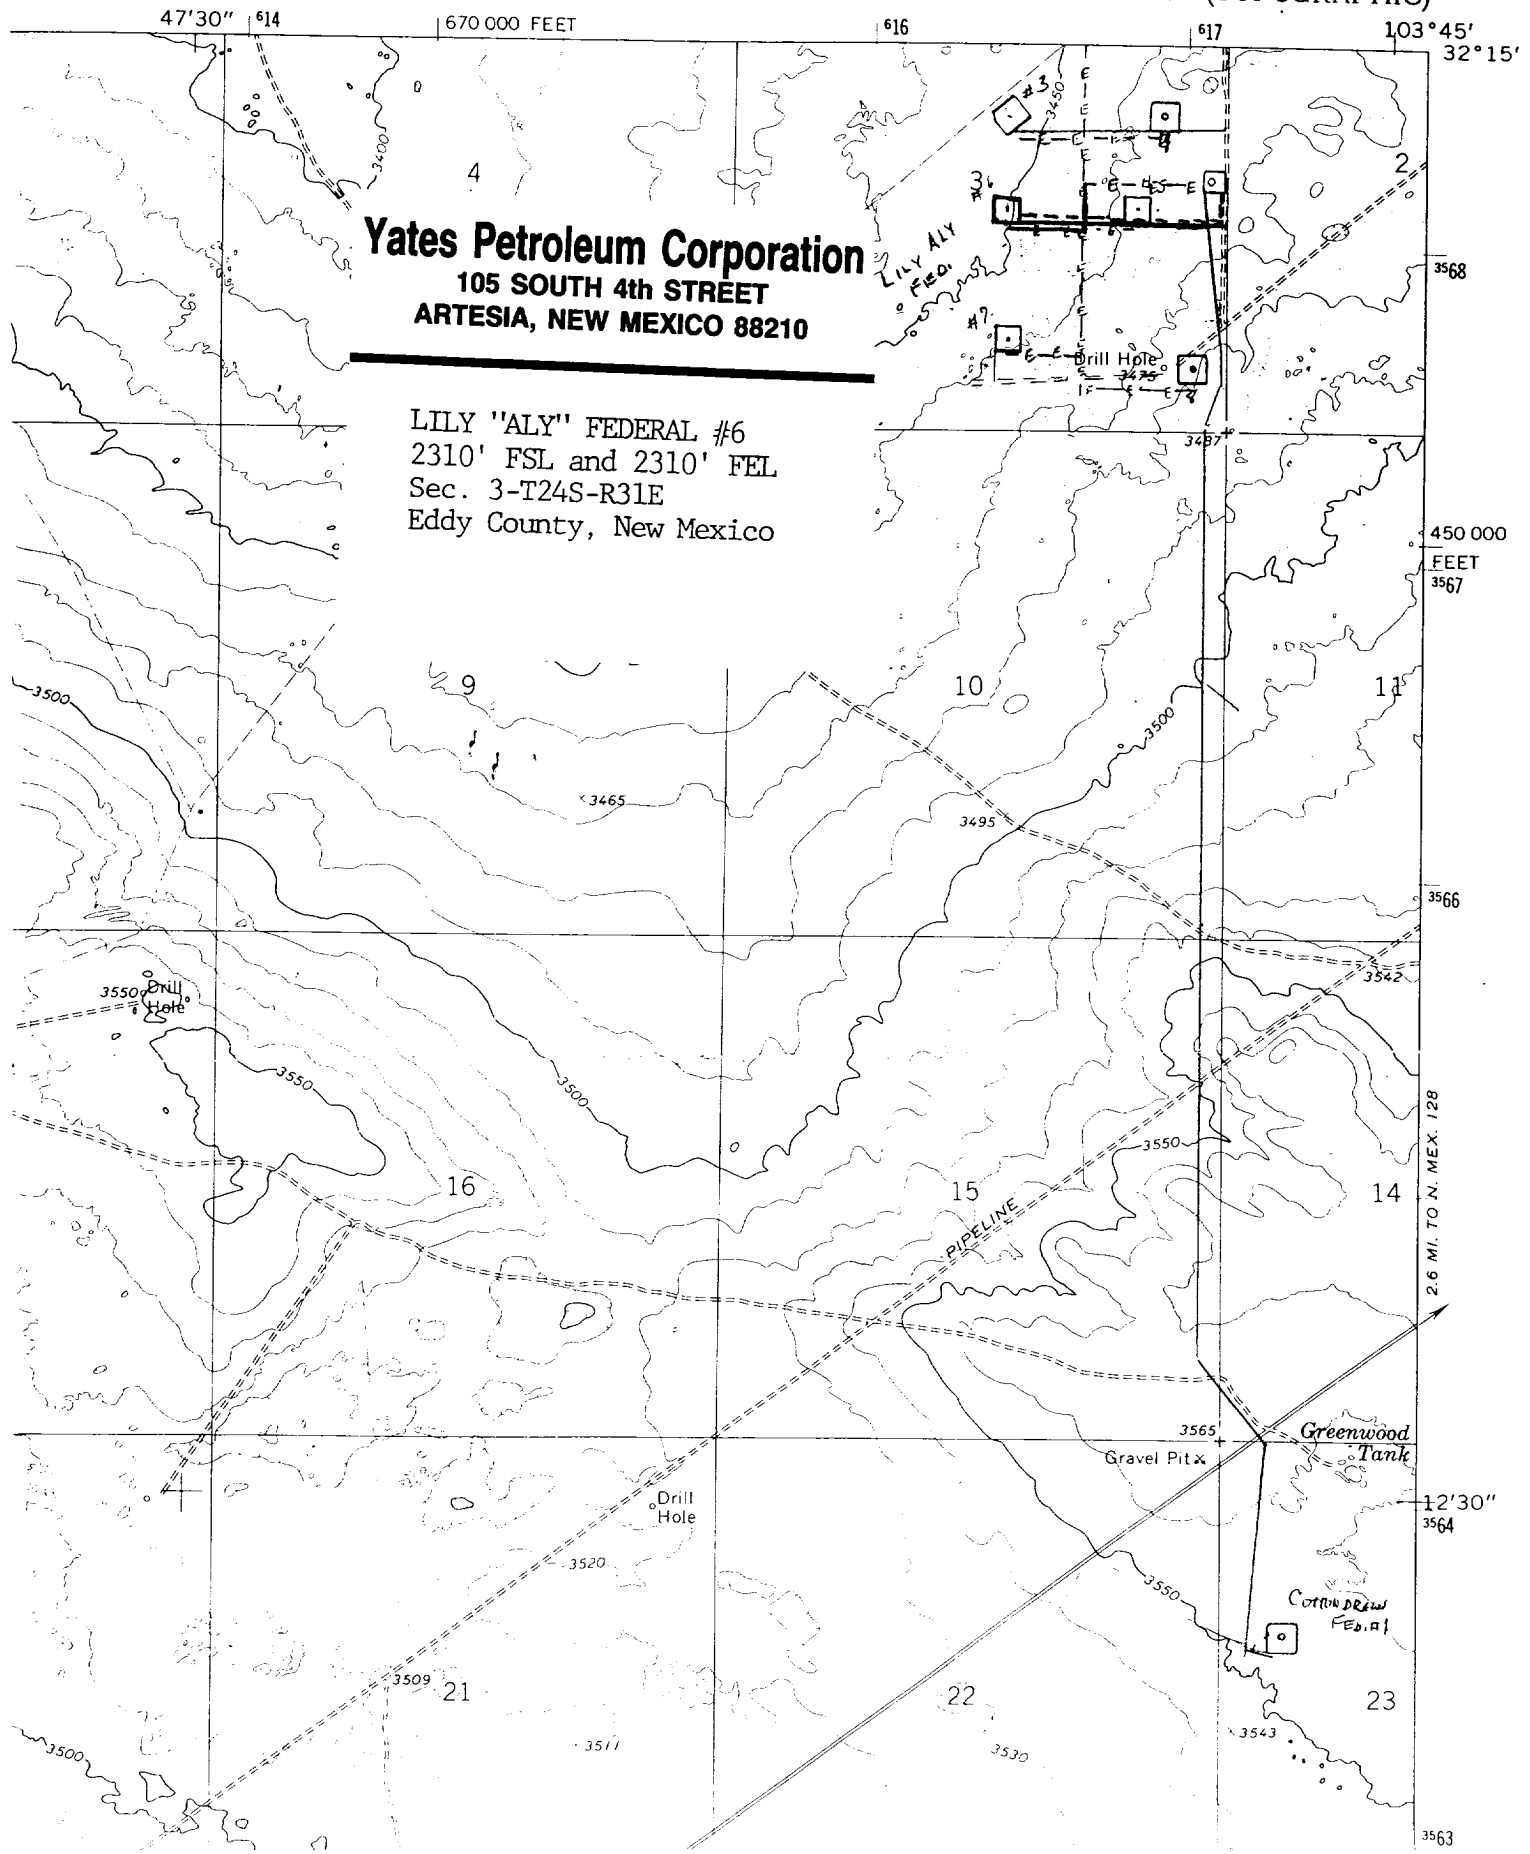 47'30" 614 670 000 FEET 616 617 103°45'
32°15'
#3
3450
3400
4
2
E E E
3 6
#
Yates Petroleum Corporation
105 SOUTH 4th STREET
ARTESIA, NEW MEXICO 88210
LILY ALY
FED.
3568
#7
Drill Hole
3475
LILY "ALY" FEDERAL #6
2310' FSL and 2310' FEL
Sec. 3-T24S-R31E
Eddy County, New Mexico
3487
450 000
FEET
3567
9 10 11
3500
3500
3465
3495
3566
3542
3550 Drill
Hole
3550
3500
3550
16 15 14
PIPELINE
2.6 MI. TO N. MEX. 128
3565
Greenwood
Tank
Gravel Pit
Drill
Hole
12'30"
3564
3520
3550
COTTON DRAW
FED. #1
3509
21 22 23
3500
3511
3530
3543
3563